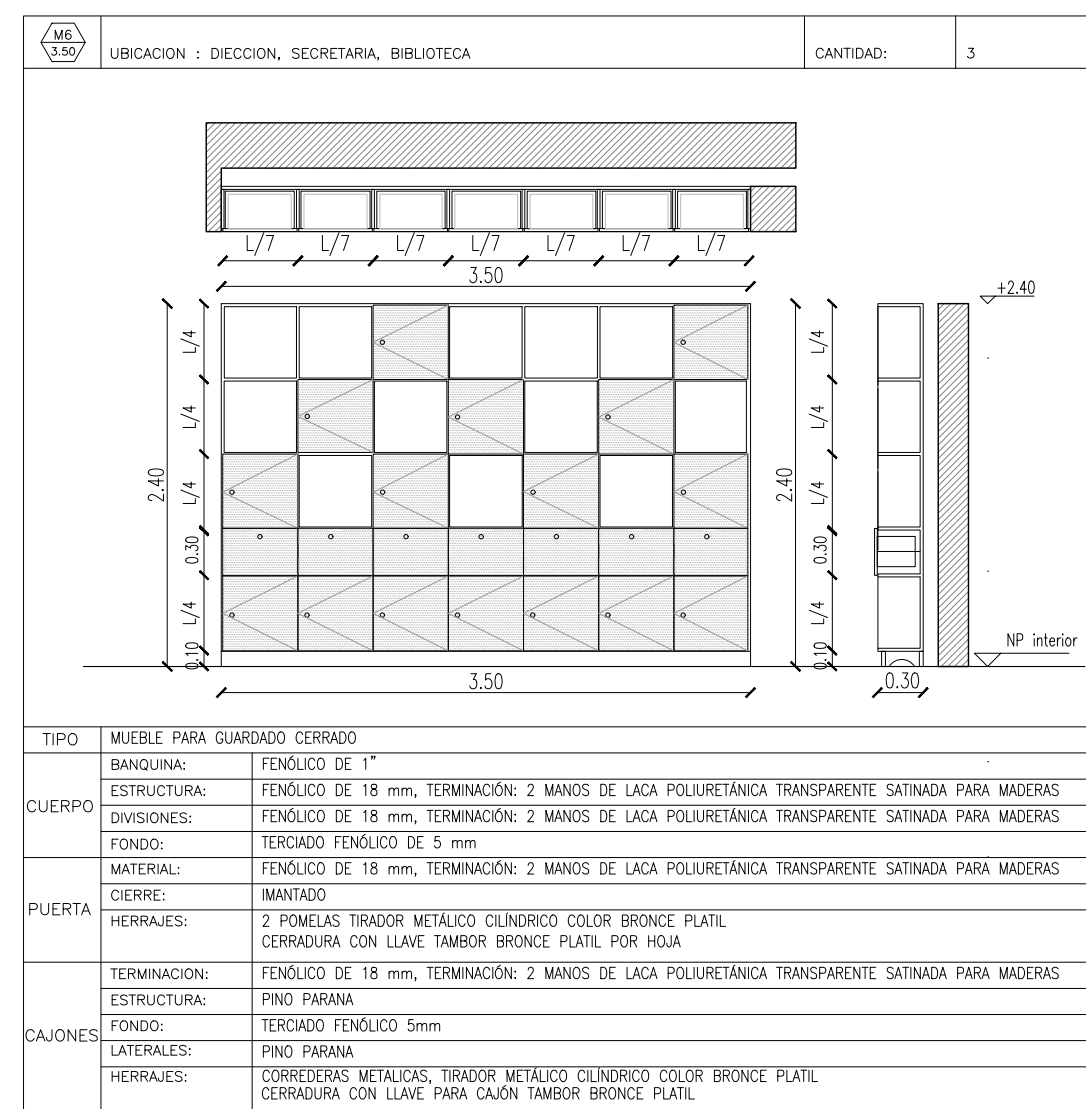 M6
3.50
UBICACION : DIECCION, SECRETARIA, BIBLIOTECA
CANTIDAD:
3
L/7 L/7 L/7 L/7 L/7 L/7 L/7
3.50
+2.40
L/4
L/4
L/4
0.30
L/4
0.10
2.40
2.40
L/4
L/4
L/4
0.30
L/4
0.10
NP interior
3.50
0.30
TIPO
MUEBLE PARA GUARDADO CERRADO
CUERPO
BANQUINA: FENÓLICO DE 1”
ESTRUCTURA: FENÓLICO DE 18 mm, TERMINACIÓN: 2 MANOS DE LACA POLIURETÁNICA TRANSPARENTE SATINADA PARA MADERAS
DIVISIONES: FENÓLICO DE 18 mm, TERMINACIÓN: 2 MANOS DE LACA POLIURETÁNICA TRANSPARENTE SATINADA PARA MADERAS
FONDO: TERCIADO FENÓLICO DE 5 mm
PUERTA
MATERIAL: FENÓLICO DE 18 mm, TERMINACIÓN: 2 MANOS DE LACA POLIURETÁNICA TRANSPARENTE SATINADA PARA MADERAS
CIERRE: IMANTADO
HERRAJES: 2 POMELAS TIRADOR METÁLICO CILÍNDRICO COLOR BRONCE PLATIL
CERRADURA CON LLAVE TAMBOR BRONCE PLATIL POR HOJA
CAJONES
TERMINACION: FENÓLICO DE 18 mm, TERMINACIÓN: 2 MANOS DE LACA POLIURETÁNICA TRANSPARENTE SATINADA PARA MADERAS
ESTRUCTURA: PINO PARANA
FONDO: TERCIADO FENÓLICO 5mm
LATERALES: PINO PARANA
HERRAJES: CORREDERAS METALICAS, TIRADOR METÁLICO CILÍNDRICO COLOR BRONCE PLATIL
CERRADURA CON LLAVE PARA CAJÓN TAMBOR BRONCE PLATIL